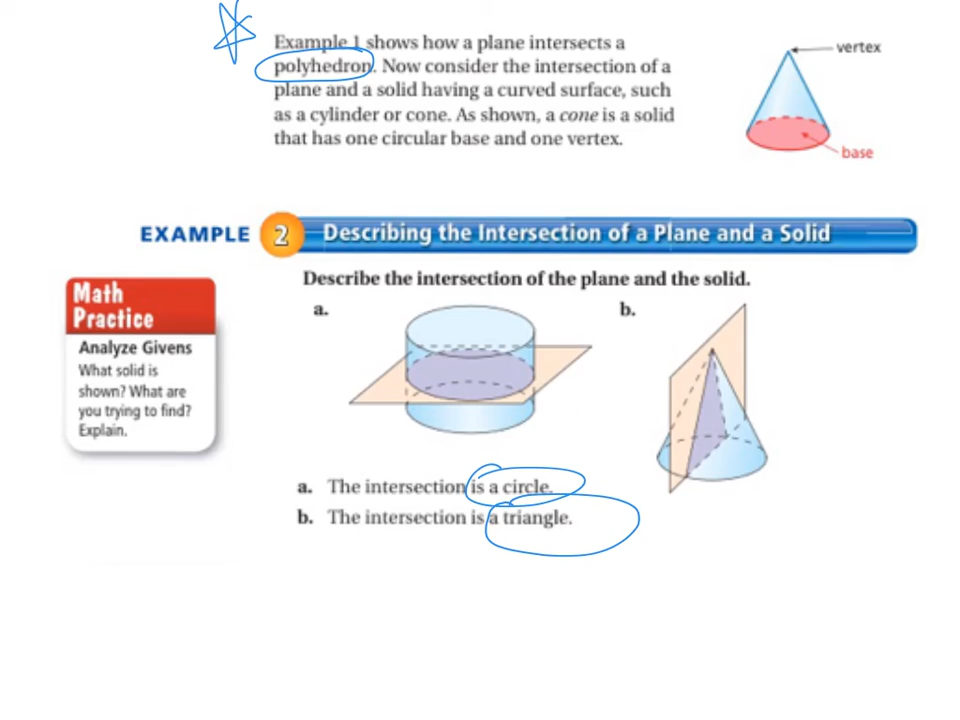 Example 1 shows how a plane intersects a
polyhedron. Now consider the intersection of a
plane and a solid having a curved surface, such
as a cylinder or cone. As shown, a cone is a solid
that has one circular base and one vertex.
vertex
base
EXAMPLE 2 Describing the Intersection of a Plane and a Solid
Math
Practice
Analyze Givens
What solid is
shown? What are
you trying to find?
Explain.
Describe the intersection of the plane and the solid.
a.
b.
a. The intersection is a circle.
b. The intersection is a triangle.